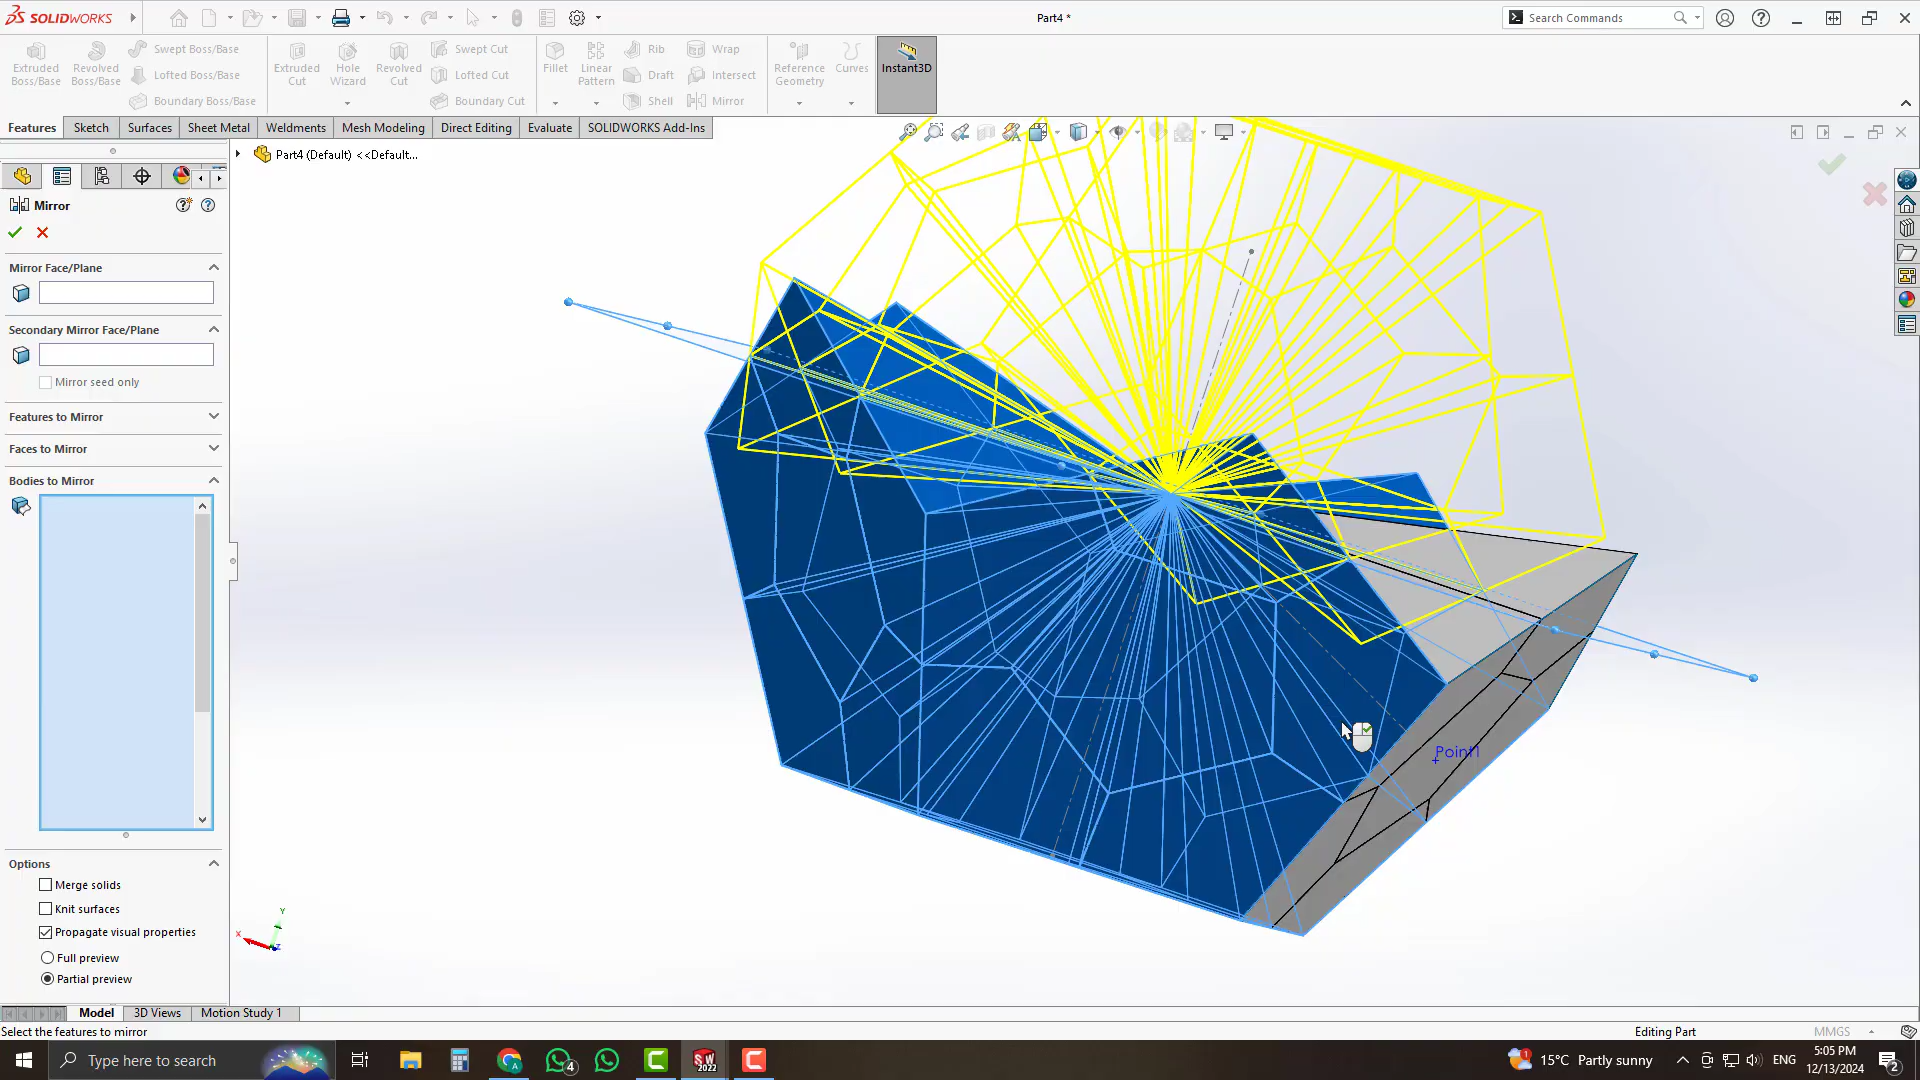 SOLIDWORKS
Part4 *
Search Commands
Extruded Boss/Base
Revolved Boss/Base
Swept Boss/Base
Lofted Boss/Base
Boundary Boss/Base
Extruded Cut
Hole Wizard
Revolved Cut
Swept Cut
Lofted Cut
Boundary Cut
Fillet
Linear Pattern
Rib
Draft
Shell
Wrap
Intersect
Mirror
Reference Geometry
Curves
Instant3D
Features
Sketch
Surfaces
Sheet Metal
Weldments
Mesh Modeling
Direct Editing
Evaluate
SOLIDWORKS Add-Ins
Part4 (Default) <<Default...
Mirror
Mirror Face/Plane
Secondary Mirror Face/Plane
Mirror seed only
Features to Mirror
Faces to Mirror
Bodies to Mirror
Options
Merge solids
Knit surfaces
Propagate visual properties
Full preview
Partial preview
Point1
Y
X
Z
Model
3D Views
Motion Study 1
Select the features to mirror
Editing Part
MMGS
Type here to search
4
SW 2022
1
15°C Partly sunny
ENG
5:05 PM
12/13/2024
2